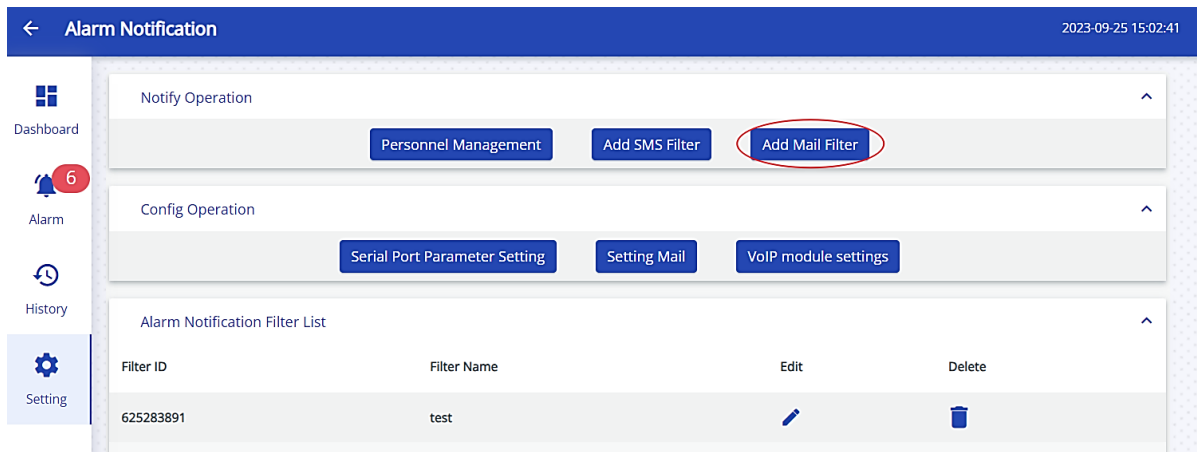 Alarm Notification
2023-09-25 15:02:41
Dashboard
6
Alarm
History
Setting
Notify Operation
Personnel Management Add SMS Filter Add Mail Filter
Config Operation
Serial Port Parameter Setting Setting Mail VoIP module settings
Alarm Notification Filter List
Filter ID Filter Name Edit Delete
625283891 test